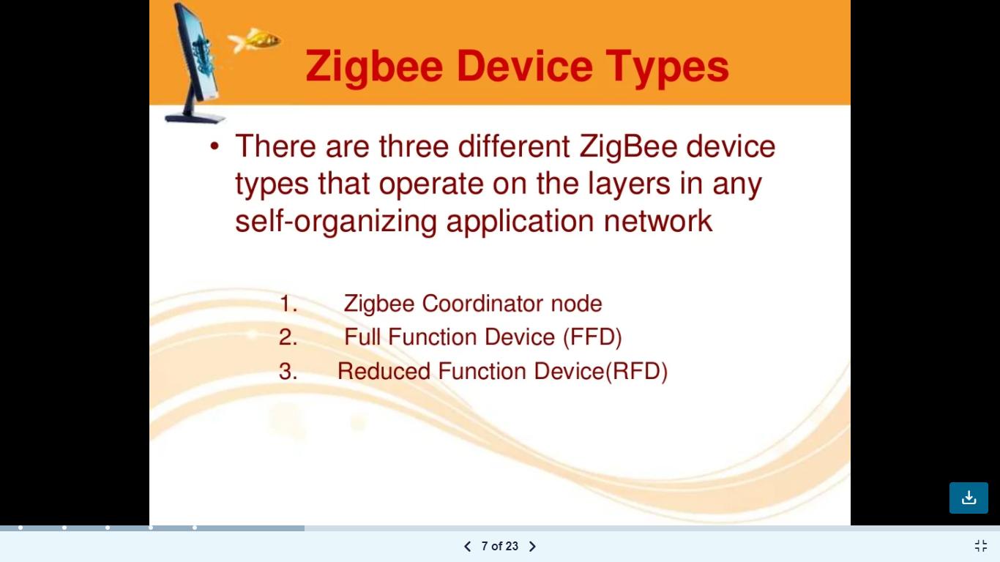 Zigbee Device Types
• There are three different ZigBee device
types that operate on the layers in any
self-organizing application network
1. Zigbee Coordinator node
2. Full Function Device (FFD)
3. Reduced Function Device(RFD)
7 of 23